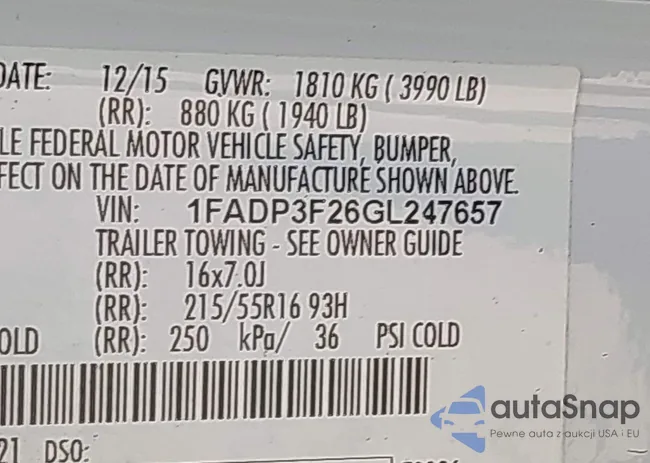 DATE: 12/15 GVWR: 1810 KG ( 3990 LB)
(RR): 880 KG ( 1940 LB)
LE FEDERAL MOTOR VEHICLE SAFETY, BUMPER,
FECT ON THE DATE OF MANUFACTURE SHOWN ABOVE.
VIN: 1FADP3F26GL247657
TRAILER TOWING - SEE OWNER GUIDE
(RR): 16x7.0J
(RR): 215/55R16 93H
OLD (RR): 250 kPa/ 36 PSI COLD
21 DSO:
autaSnap
Pewne auta z aukcji USA i EU